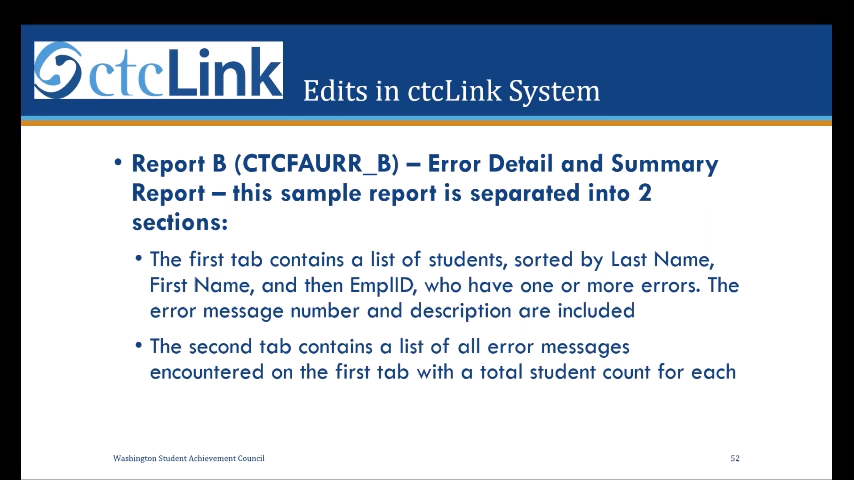 ctcLink
Edits in ctcLink System
• Report B (CTCFAURR_B) – Error Detail and Summary
Report – this sample report is separated into 2
sections:
• The first tab contains a list of students, sorted by Last Name,
First Name, and then EmplID, who have one or more errors. The
error message number and description are included
• The second tab contains a list of all error messages
encountered on the first tab with a total student count for each
Washington Student Achievement Council
52